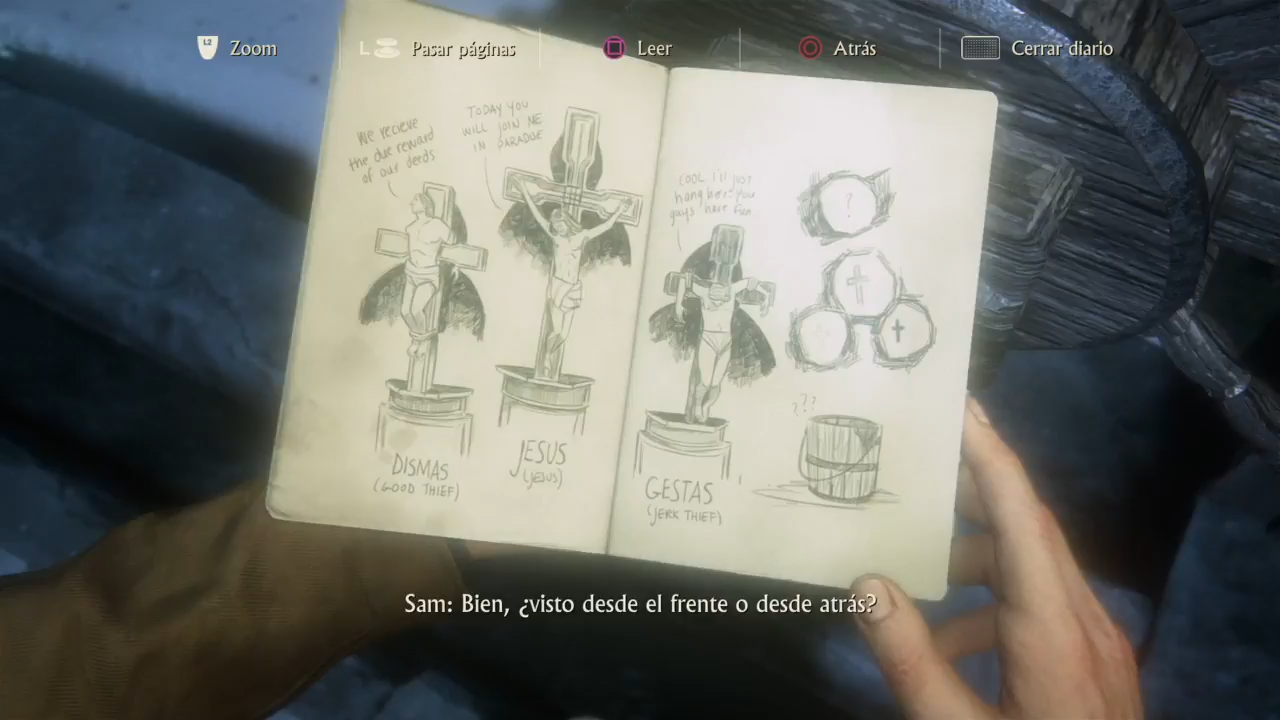 L2 Zoom
L Pasar páginas
Leer
Atrás
Cerrar diario
WE RECIEVE
the due reward
of our deeds
TODAY YOU
WILL JOIN ME
IN PARADISE
COOL I'll JUST
hang here. You
guys have fun
?
???
DISMAS
(GOOD THIEF)
JESUS
(JESUS)
GESTAS
(JERK THIEF)
Sam: Bien, ¿visto desde el frente o desde atrás?